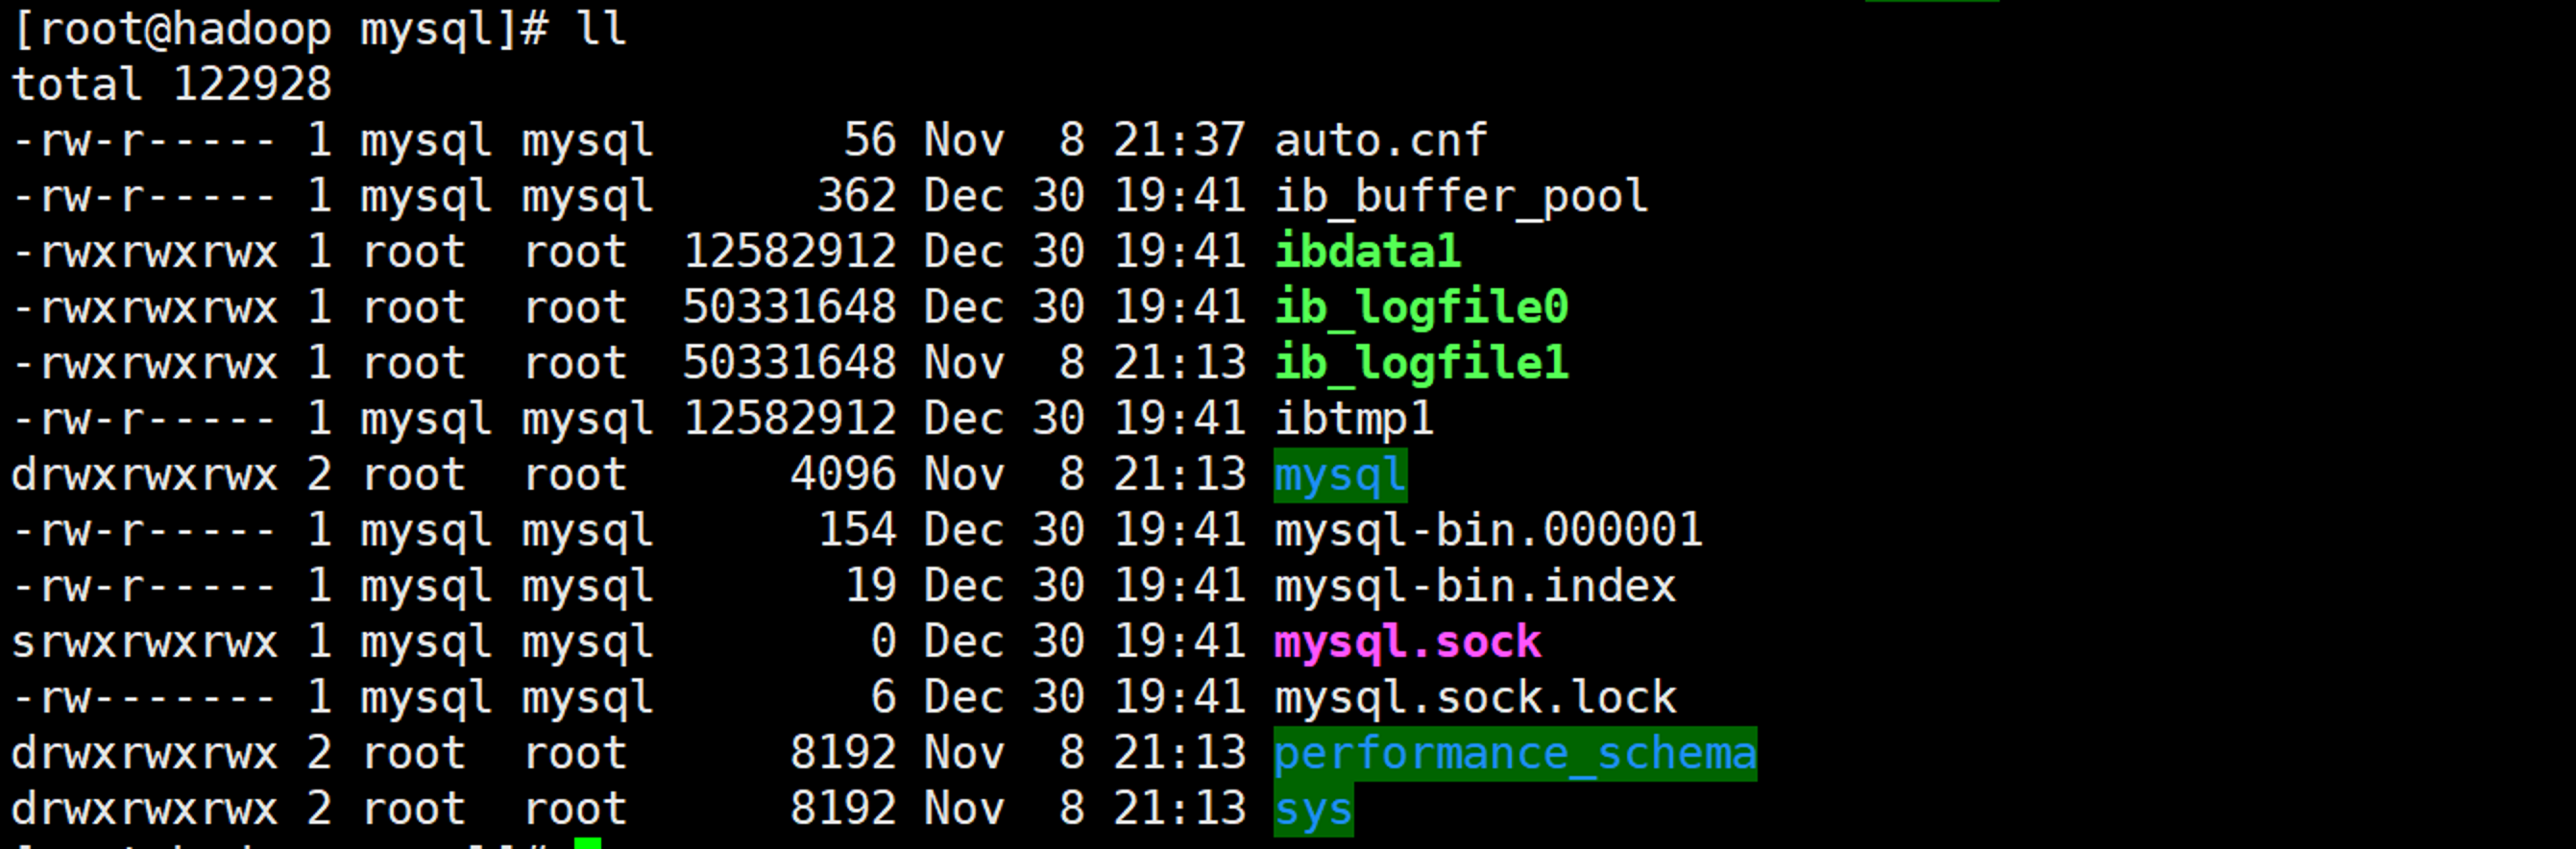 [root@hadoop mysql]# ll
total 122928
-rw-r----- 1 mysql mysql       56 Nov  8 21:37 auto.cnf
-rw-r----- 1 mysql mysql      362 Dec 30 19:41 ib_buffer_pool
-rwxrwxrwx 1 root  root  12582912 Dec 30 19:41 ibdata1
-rwxrwxrwx 1 root  root  50331648 Dec 30 19:41 ib_logfile0
-rwxrwxrwx 1 root  root  50331648 Nov  8 21:13 ib_logfile1
-rw-r----- 1 mysql mysql 12582912 Dec 30 19:41 ibtmp1
drwxrwxrwx 2 root  root      4096 Nov  8 21:13 mysql
-rw-r----- 1 mysql mysql      154 Dec 30 19:41 mysql-bin.000001
-rw-r----- 1 mysql mysql       19 Dec 30 19:41 mysql-bin.index
srwxrwxrwx 1 mysql mysql        0 Dec 30 19:41 mysql.sock
-rw------- 1 mysql mysql        6 Dec 30 19:41 mysql.sock.lock
drwxrwxrwx 2 root  root      8192 Nov  8 21:13 performance_schema
drwxrwxrwx 2 root  root      8192 Nov  8 21:13 sys